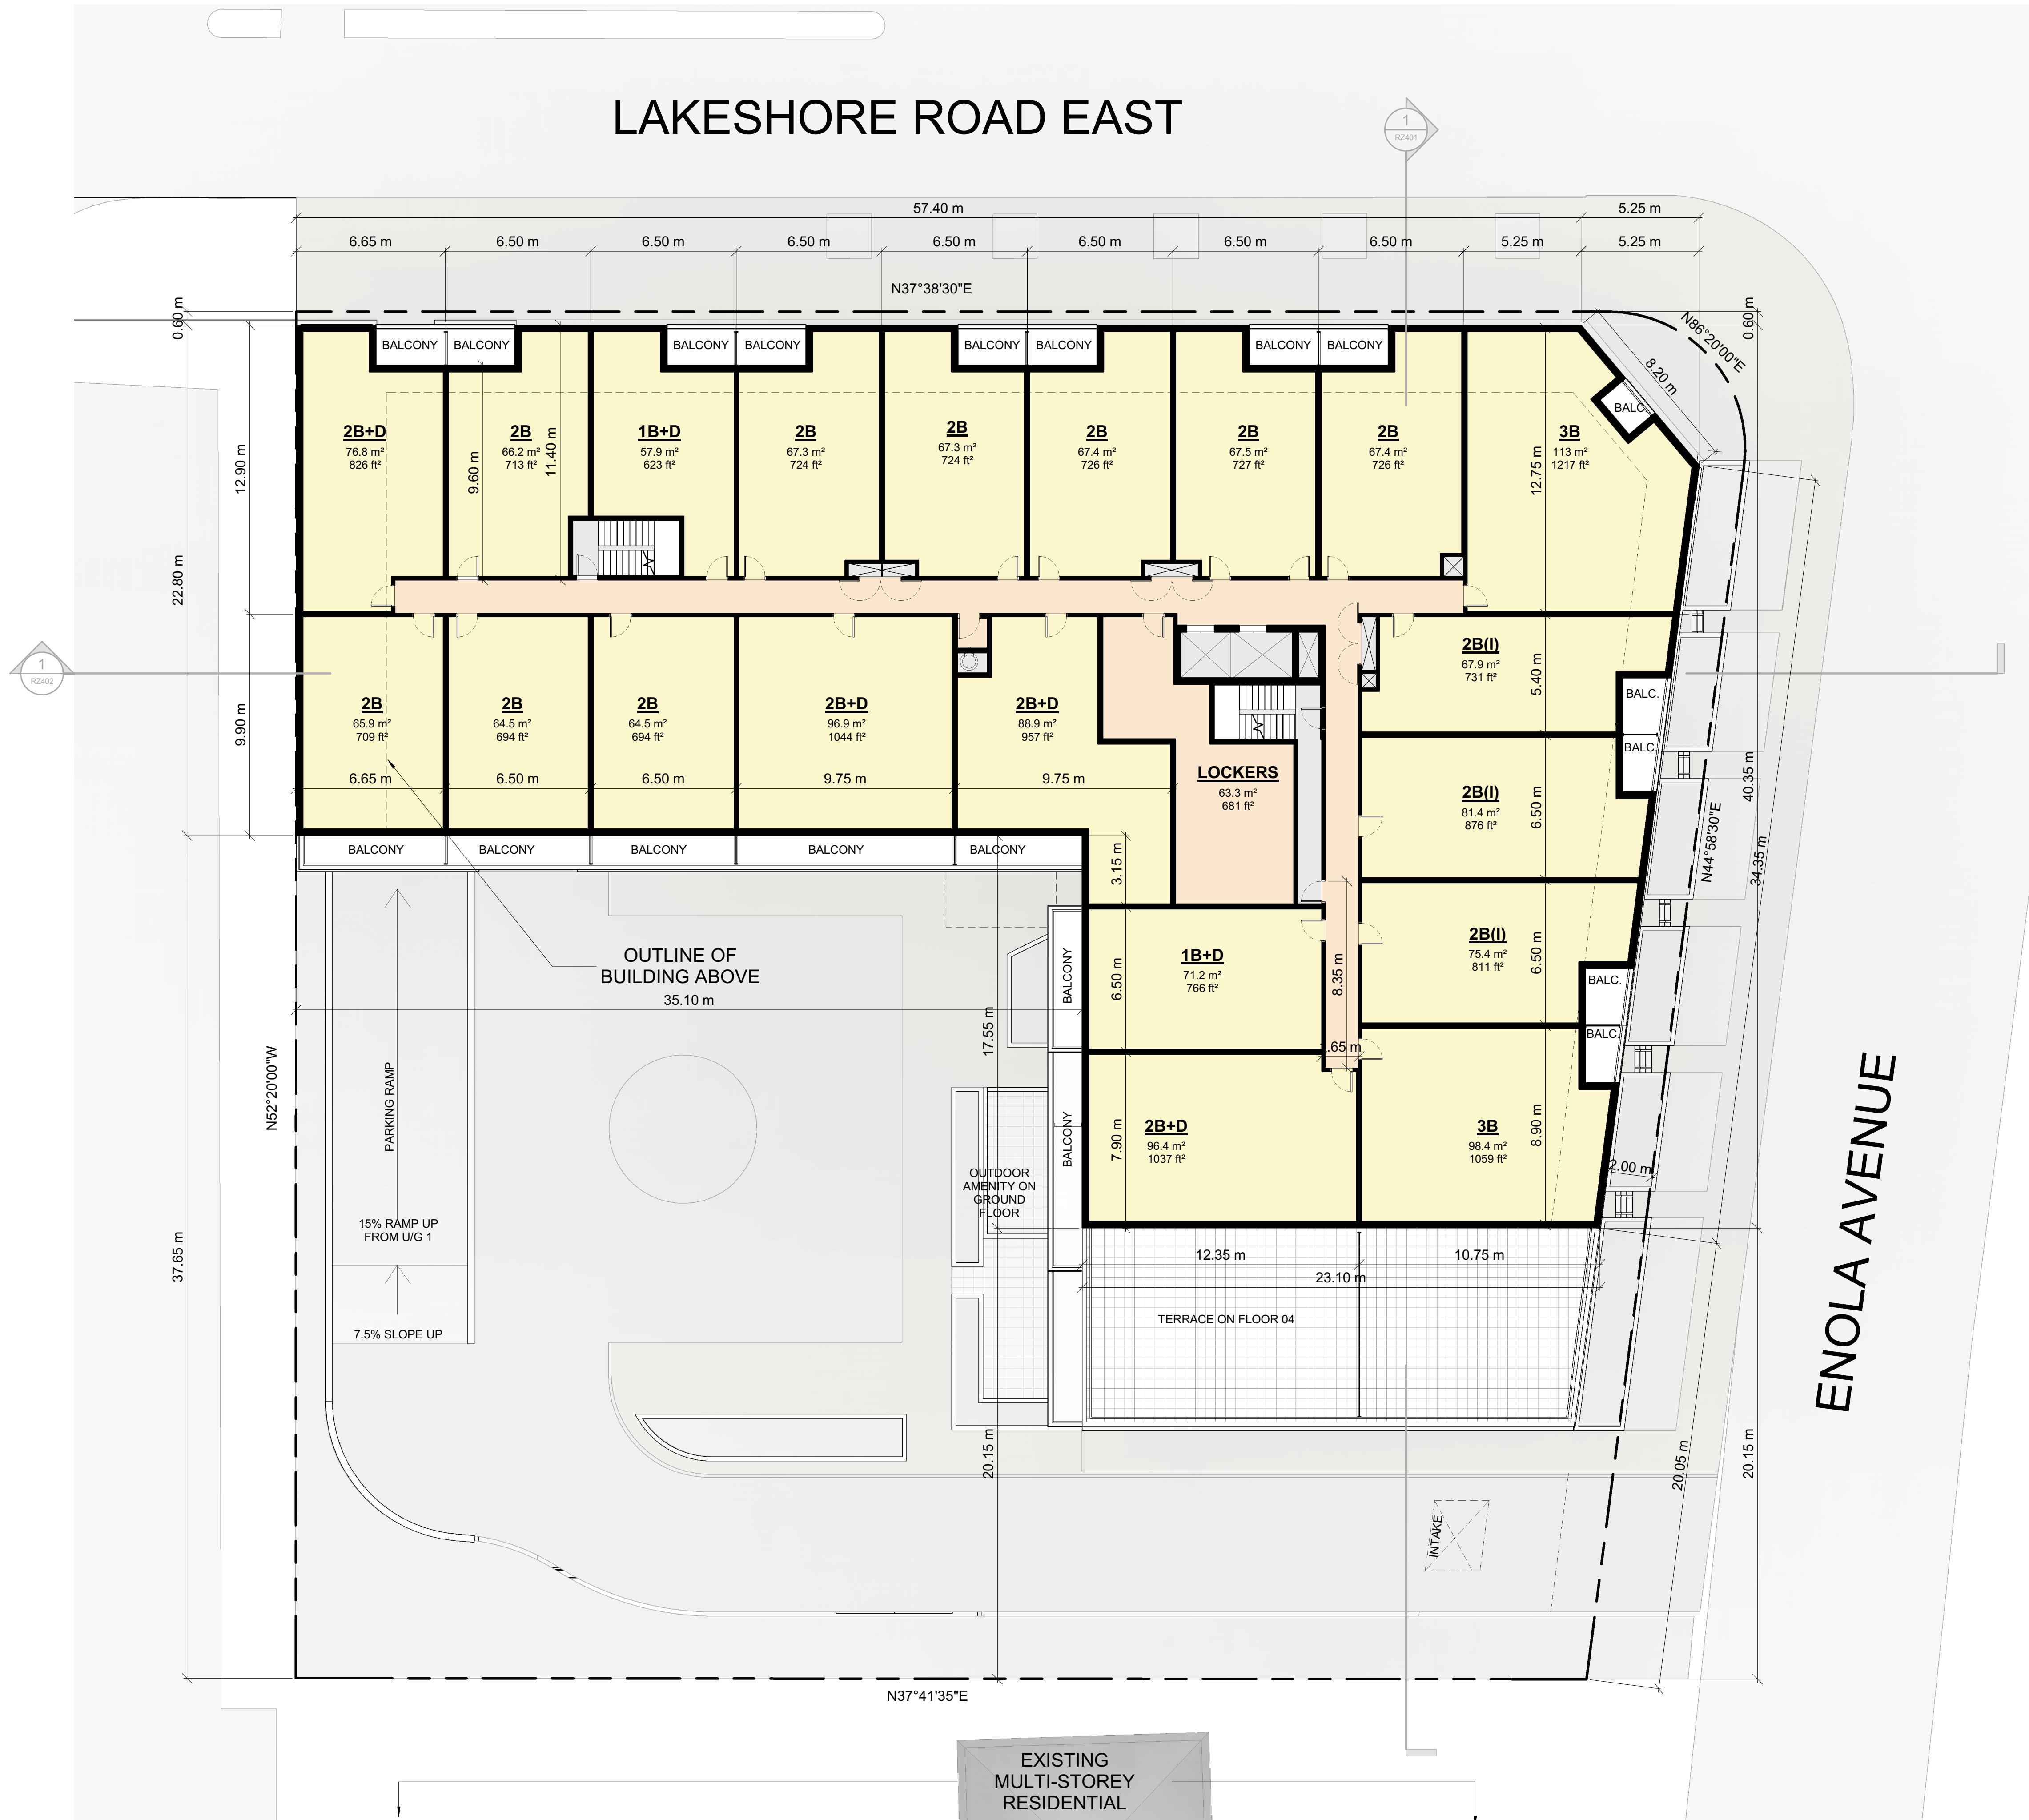 LAKESHORE ROAD EAST
1
RZ401
57.40 m
5.25 m
6.65 m
6.50 m
6.50 m
6.50 m
6.50 m
6.50 m
6.50 m
6.50 m
5.25 m
5.25 m
N37°38'30"E
0.60 m
0.60 m
N86°20'00"E
8.20 m
BALCONY
BALCONY
BALCONY
BALCONY
BALCONY
BALCONY
BALCONY
BALCONY
BALC.
12.90 m
22.80 m
9.60 m
11.40 m
12.75 m
2B+D
76.8 m²
826 ft²
2B
66.2 m²
713 ft²
1B+D
57.9 m²
623 ft²
2B
67.3 m²
724 ft²
2B
67.3 m²
724 ft²
2B
67.4 m²
726 ft²
2B
67.5 m²
727 ft²
2B
67.4 m²
726 ft²
3B
113 m²
1217 ft²
1
RZ402
9.90 m
2B
65.9 m²
709 ft²
6.65 m
2B
64.5 m²
694 ft²
6.50 m
2B
64.5 m²
694 ft²
6.50 m
2B+D
96.9 m²
1044 ft²
9.75 m
2B+D
88.9 m²
957 ft²
9.75 m
LOCKERS
63.3 m²
681 ft²
2B(I)
67.9 m²
731 ft²
5.40 m
BALC.
BALC.
2B(I)
81.4 m²
876 ft²
6.50 m
40.35 m
N44°58'30"E
34.35 m
BALCONY
BALCONY
BALCONY
BALCONY
BALCONY
3.15 m
OUTLINE OF
BUILDING ABOVE
35.10 m
BALCONY
6.50 m
1B+D
71.2 m²
766 ft²
8.35 m
2B(I)
75.4 m²
811 ft²
6.50 m
BALC.
BALC.
17.55 m
.65 m
N52°20'00"W
PARKING RAMP
BALCONY
7.90 m
2B+D
96.4 m²
1037 ft²
3B
98.4 m²
1059 ft²
8.90 m
2.00 m
OUTDOOR
AMENITY ON
GROUND
FLOOR
15% RAMP UP
FROM U/G 1
37.65 m
12.35 m
10.75 m
23.10 m
TERRACE ON FLOOR 04
7.5% SLOPE UP
ENOLA AVENUE
20.15 m
20.05 m
20.15 m
INTAKE
N37°41'35"E
EXISTING
MULTI-STOREY
RESIDENTIAL